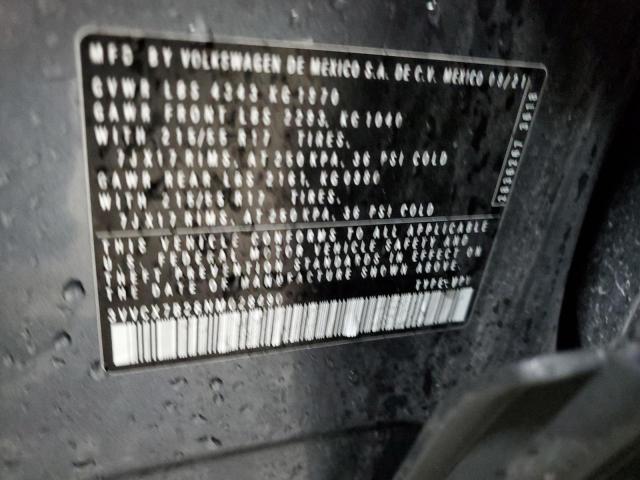 MFD BY VOLKSWAGEN DE MEXICO S.A. DE C.V. MEXICO 09/21
GVWR LBS 4343 KG 1970
GAWR FRONT LBS 2293, KG 1040
WITH 215/55 R17 TIRES,
7JX17 RIMS, AT 250 KPA, 36 PSI COLD
GAWR REAR LBS 2161, KG 0980
WITH 215/55 R17 TIRES,
7JX17 RIMS, AT 250 KPA, 36 PSI COLD
THIS VEHICLE CONFORMS TO ALL APPLICABLE
U.S. FEDERAL MOTOR VEHICLE SAFETY AND
THEFT PREVENTION STANDARDS IN EFFECT ON
THE DATE OF MANUFACTURE SHOWN ABOVE.
TYPE: